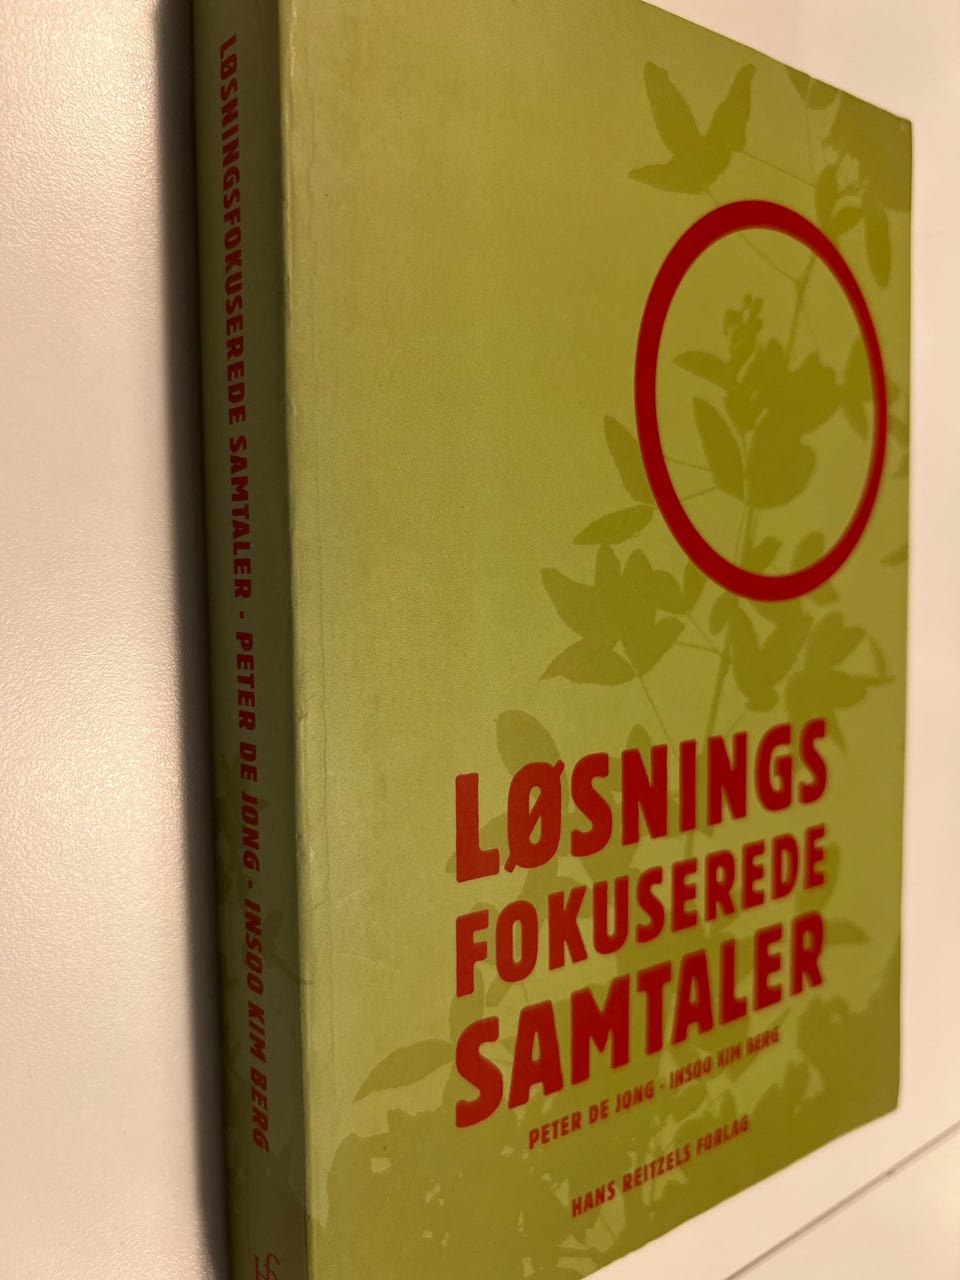 LØSNINGSFOKUSEREDE SAMTALER - PETER DE JONG - INSOO KIM BERG
LØSNINGS
FOKUSEREDE
SAMTALER
PETER DE JONG - INSOO KIM BERG
HANS REITZELS FORLAG